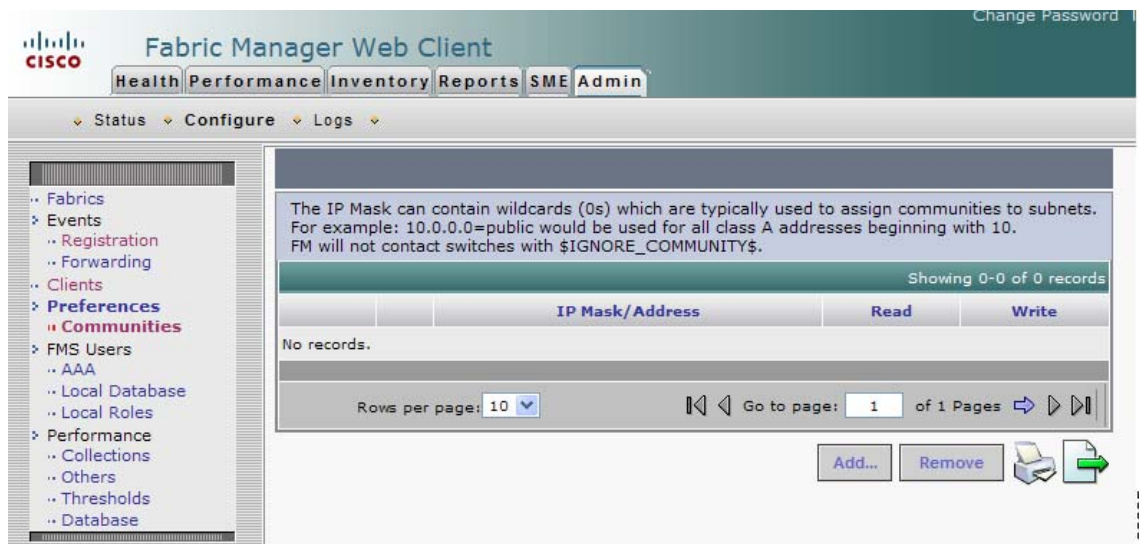 Change Password
CISCO
Fabric Manager Web Client
Health Performance Inventory Reports SME Admin
Status Configure Logs
Fabrics
Events
Registration
Forwarding
Clients
Preferences
Communities
FMS Users
AAA
Local Database
Local Roles
Performance
Collections
Others
Thresholds
Database
The IP Mask can contain wildcards (0s) which are typically used to assign communities to subnets.
For example: 10.0.0.0=public would be used for all class A addresses beginning with 10.
FM will not contact switches with $IGNORE_COMMUNITY$.
Showing 0-0 of 0 records
IP Mask/Address Read Write
No records.
Rows per page: 10 Go to page: 1 of 1 Pages
Add... Remove